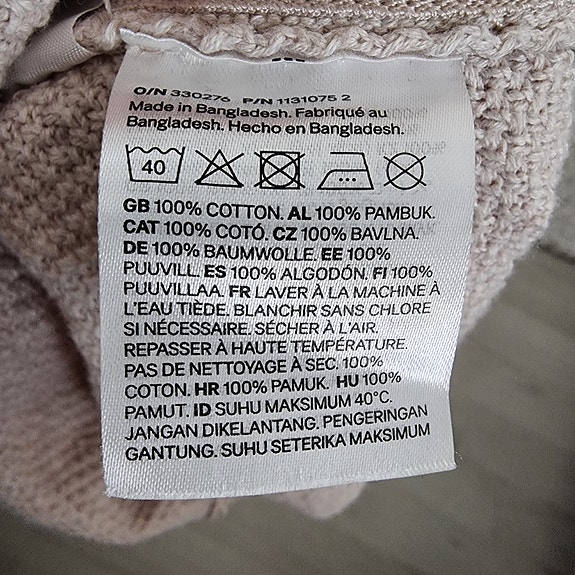 O/N 330276 P/N 1131075 2
Made in Bangladesh. Fabriqué au
Bangladesh. Hecho en Bangladesh.
40
GB 100% COTTON. AL 100% PAMBUK.
CAT 100% COTÓ. CZ 100% BAVLNA.
DE 100% BAUMWOLLE. EE 100%
PUUVILL. ES 100% ALGODÓN. FI 100%
PUUVILLAA. FR LAVER À LA MACHINE À
L'EAU TIÈDE. BLANCHIR SANS CHLORE
SI NÉCESSAIRE. SÉCHER À L'AIR.
REPASSER À HAUTE TEMPÉRATURE.
PAS DE NETTOYAGE À SEC. 100%
COTON. HR 100% PAMUK. HU 100%
PAMUT. ID SUHU MAKSIMUM 40°C.
JANGAN DIKELANTANG. PENGERINGAN
GANTUNG. SUHU SETERIKA MAKSIMUM